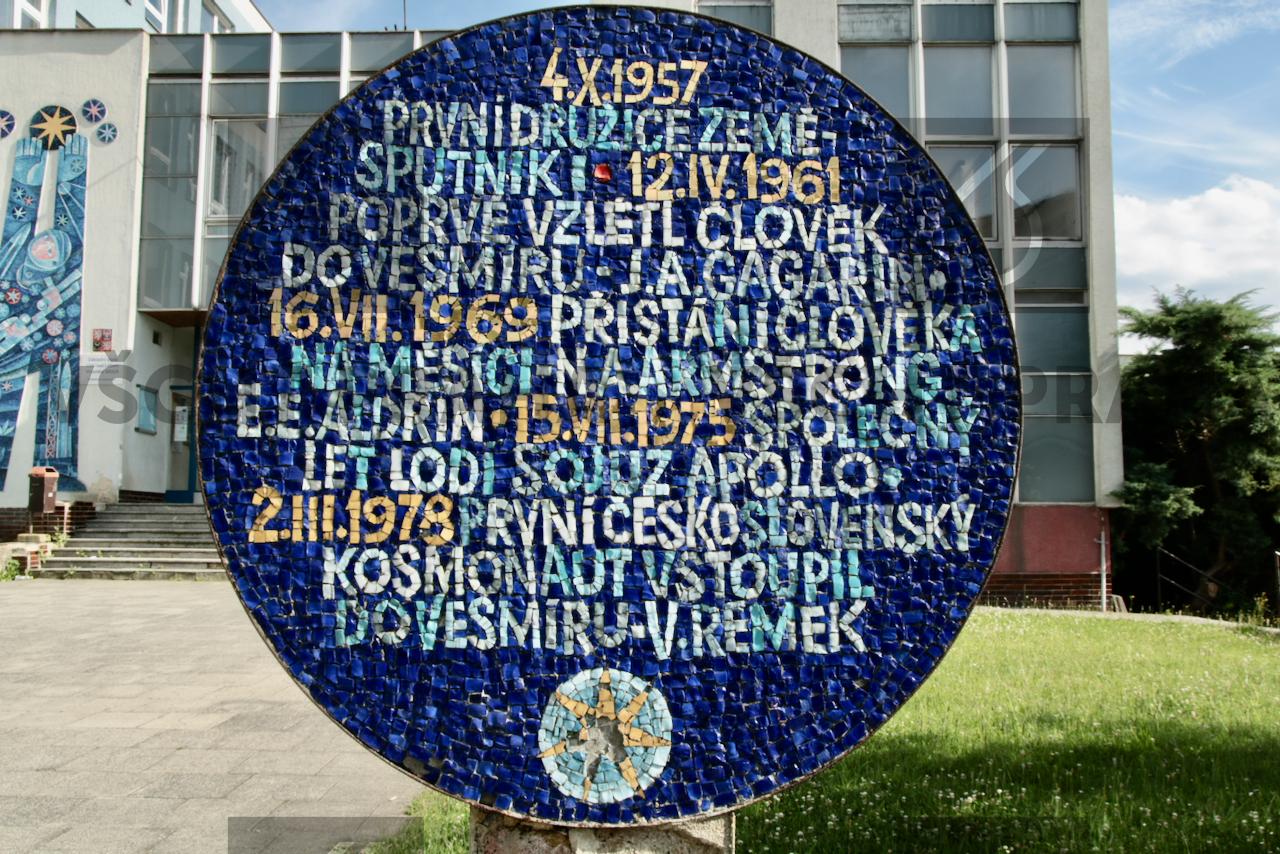 4.X.1957
PRVNÍ DRUŽICE ZEMĚ-
SPUTNIK I • 12.IV.1961
POPRVÉ VZLÉTL ČLOVĚK
DO VESMÍRU - J.A.GAGARIN •
16.VII.1969 PŘISTÁNÍ ČLOVĚKA
NA MĚSÍCI - N.A.ARMSTRONG
E.E.ALDRIN • 15.VII.1975 SPOLEČNÝ
LET LODÍ SOJUZ APOLLO •
2.III.1978 PRVNÍ ČESKOSLOVENSKÝ
KOSMONAUT VSTOUPIL
DO VESMÍRU - V.REMEK